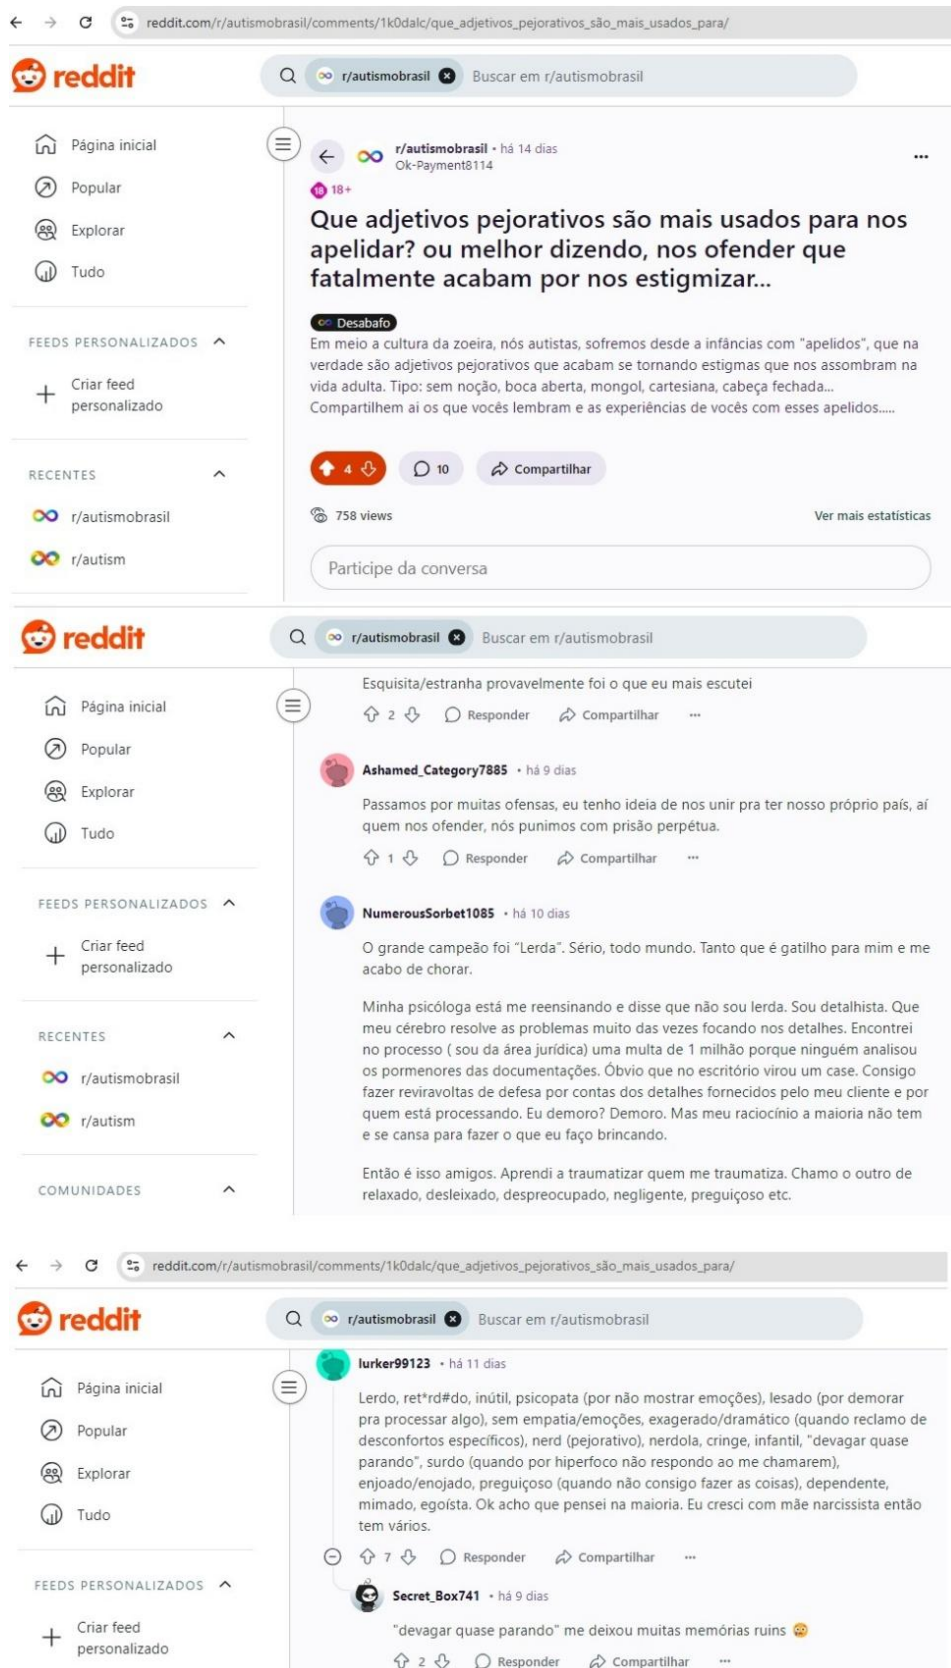 reddit.com/r/autismobrasil/comments/1k0dalc/que_adjetivos_pejorativos_são_mais_usados_para/
reddit
r/autismobrasil
Buscar em r/autismobrasil
Página inicial
Popular
Explorar
Tudo
FEEDS PERSONALIZADOS
Criar feed
personalizado
RECENTES
r/autismobrasil
r/autism
r/autismobrasil • há 14 dias
Ok-Payment8114
18 18+
Que adjetivos pejorativos são mais usados para nos
apelidar? ou melhor dizendo, nos ofender que
fatalmente acabam por nos estigmizar...
Desabafo
Em meio a cultura da zoeira, nós autistas, sofremos desde a infâncias com "apelidos", que na
verdade são adjetivos pejorativos que acabam se tornando estigmas que nos assombram na
vida adulta. Tipo: sem noção, boca aberta, mongol, cartesiana, cabeça fechada...
Compartilhem ai os que vocês lembram e as experiências de vocês com esses apelidos.....
4
10
Compartilhar
758 views
Ver mais estatísticas
Participe da conversa
reddit
r/autismobrasil
Buscar em r/autismobrasil
Página inicial
Popular
Explorar
Tudo
FEEDS PERSONALIZADOS
Criar feed
personalizado
RECENTES
r/autismobrasil
r/autism
COMUNIDADES
Esquisita/estranha provavelmente foi o que eu mais escutei
2 Responder Compartilhar ...
Ashamed_Category7885 • há 9 dias
Passamos por muitas ofensas, eu tenho ideia de nos unir pra ter nosso próprio país, aí
quem nos ofender, nós punimos com prisão perpétua.
1 Responder Compartilhar ...
NumerousSorbet1085 • há 10 dias
O grande campeão foi "Lerda". Sério, todo mundo. Tanto que é gatilho para mim e me
acabo de chorar.
Minha psicóloga está me reensinando e disse que não sou lerda. Sou detalhista. Que
meu cérebro resolve as problemas muito das vezes focando nos detalhes. Encontrei
no processo ( sou da área jurídica) uma multa de 1 milhão porque ninguém analisou
os pormenores das documentações. Óbvio que no escritório virou um case. Consigo
fazer reviravoltas de defesa por contas dos detalhes fornecidos pelo meu cliente e por
quem está processando. Eu demoro? Demoro. Mas meu raciocínio a maioria não tem
e se cansa para fazer o que eu faço brincando.
Então é isso amigos. Aprendi a traumatizar quem me traumatiza. Chamo o outro de
relaxado, desleixado, despreocupado, negligente, preguiçoso etc.
reddit.com/r/autismobrasil/comments/1k0dalc/que_adjetivos_pejorativos_são_mais_usados_para/
reddit
r/autismobrasil
Buscar em r/autismobrasil
Página inicial
Popular
Explorar
Tudo
FEEDS PERSONALIZADOS
Criar feed
personalizado
lurker99123 • há 11 dias
Lerdo, ret*rd#do, inútil, psicopata (por não mostrar emoções), lesado (por demorar
pra processar algo), sem empatia/emoções, exagerado/dramático (quando reclamo de
desconfortos específicos), nerd (pejorativo), nerdola, cringe, infantil, "devagar quase
parando", surdo (quando por hiperfoco não respondo ao me chamarem),
enjoado/enojado, preguiçoso (quando não consigo fazer as coisas), dependente,
mimado, egoísta. Ok acho que pensei na maioria. Eu cresci com mãe narcissista então
tem vários.
7 Responder Compartilhar ...
Secret_Box741 • há 9 dias
"devagar quase parando" me deixou muitas memórias ruins 😳
2 Responder Compartilhar ...